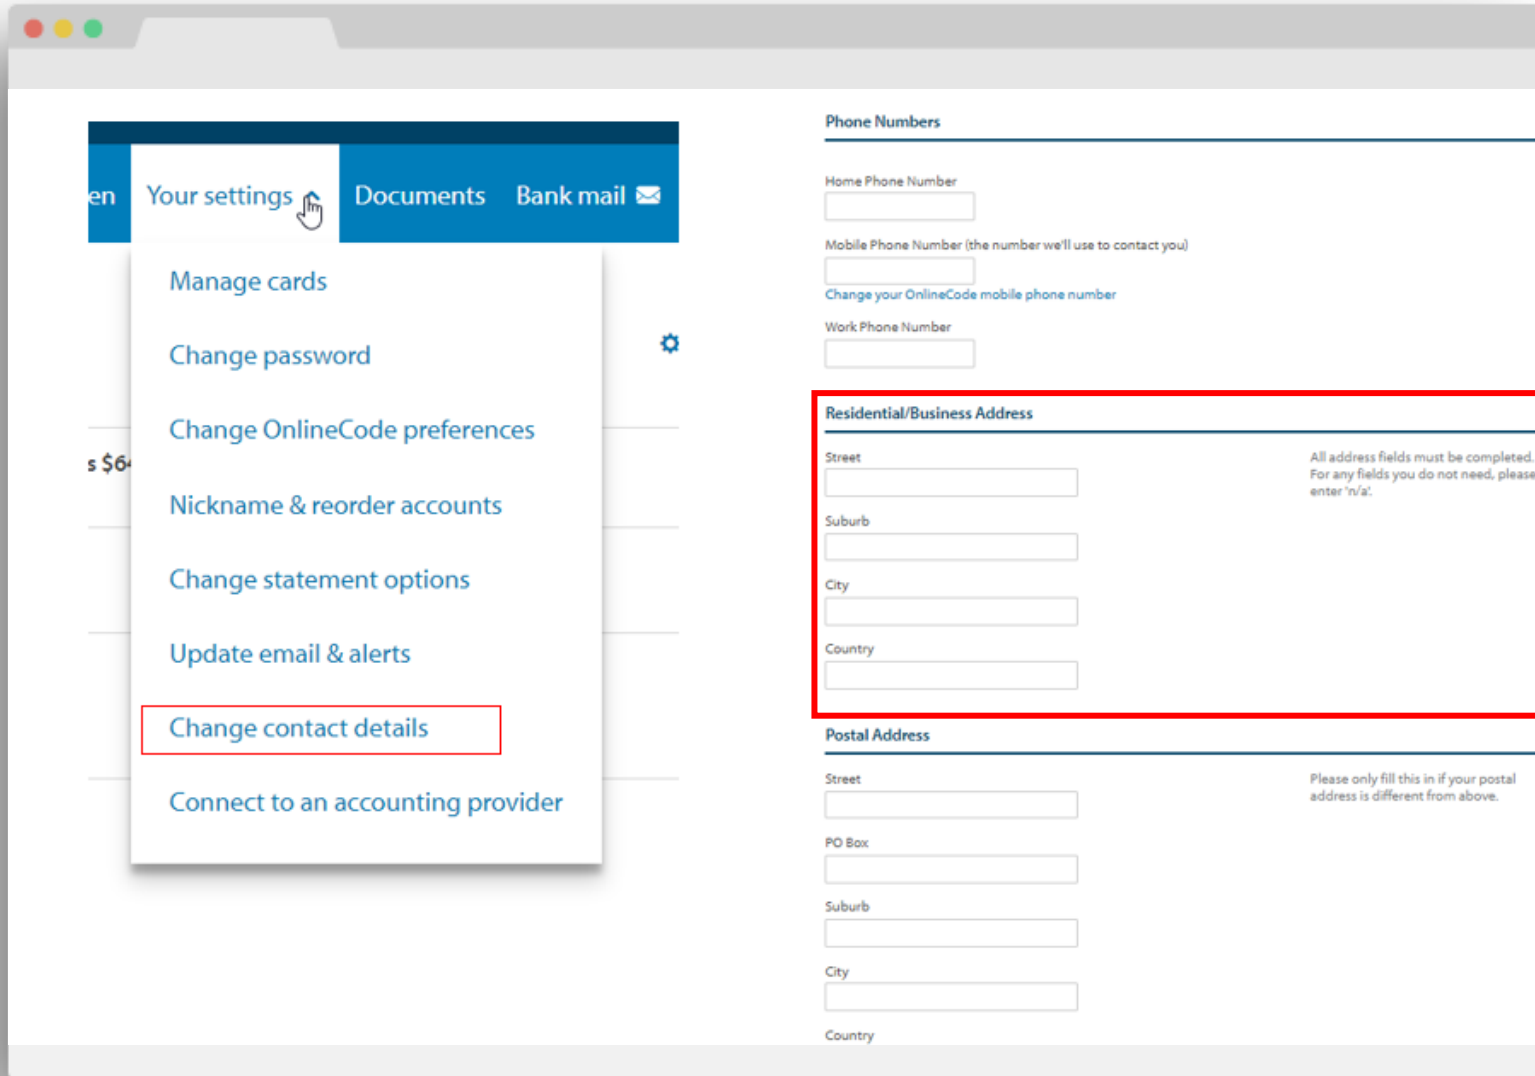 en Your settings Documents Bank mail
Manage cards
Change password
Change OnlineCode preferences
s $64
Nickname & reorder accounts
Change statement options
Update email & alerts
Change contact details
Connect to an accounting provider
Phone Numbers
Home Phone Number
Mobile Phone Number (the number we'll use to contact you)
Change your OnlineCode mobile phone number
Work Phone Number
Residential/Business Address
Street
All address fields must be completed.
For any fields you do not need, please
enter 'n/a'.
Suburb
City
Country
Postal Address
Street
Please only fill this in if your postal
address is different from above.
PO Box
Suburb
City
Country